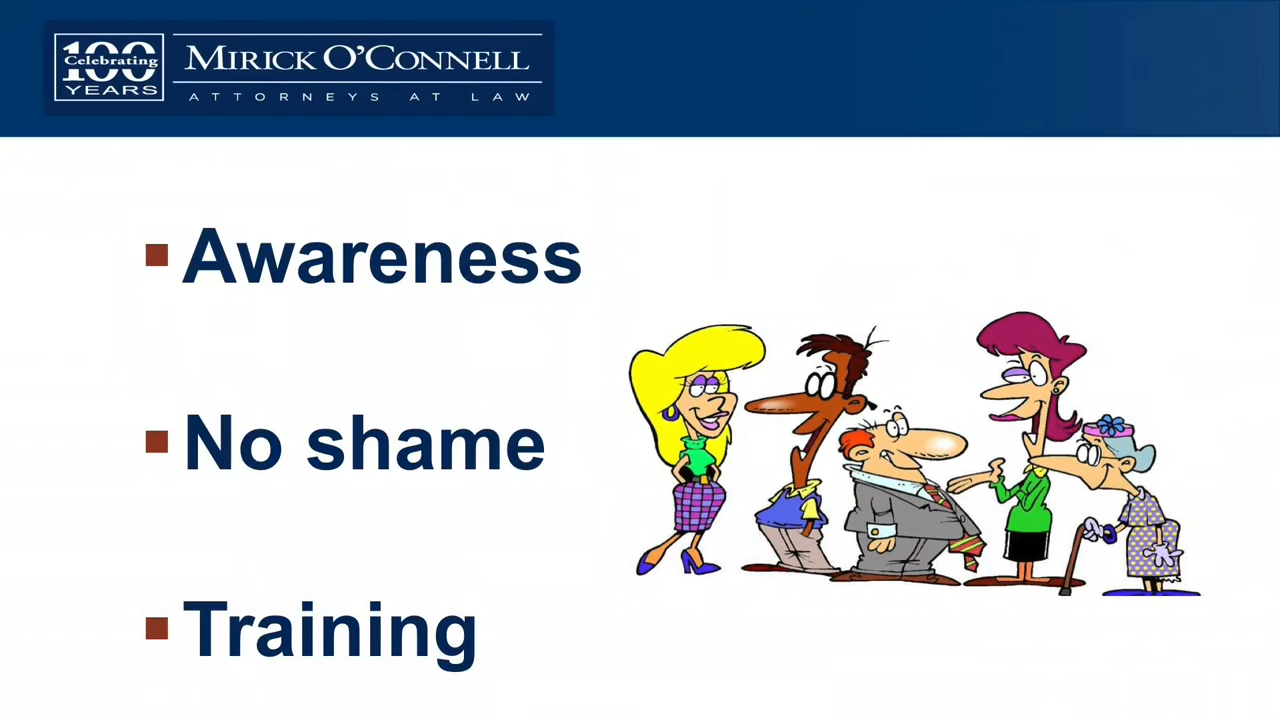 Celebrating
100
YEARS
MIRICK O'CONNELL
ATTORNEYS AT LAW
Awareness
No shame
Training